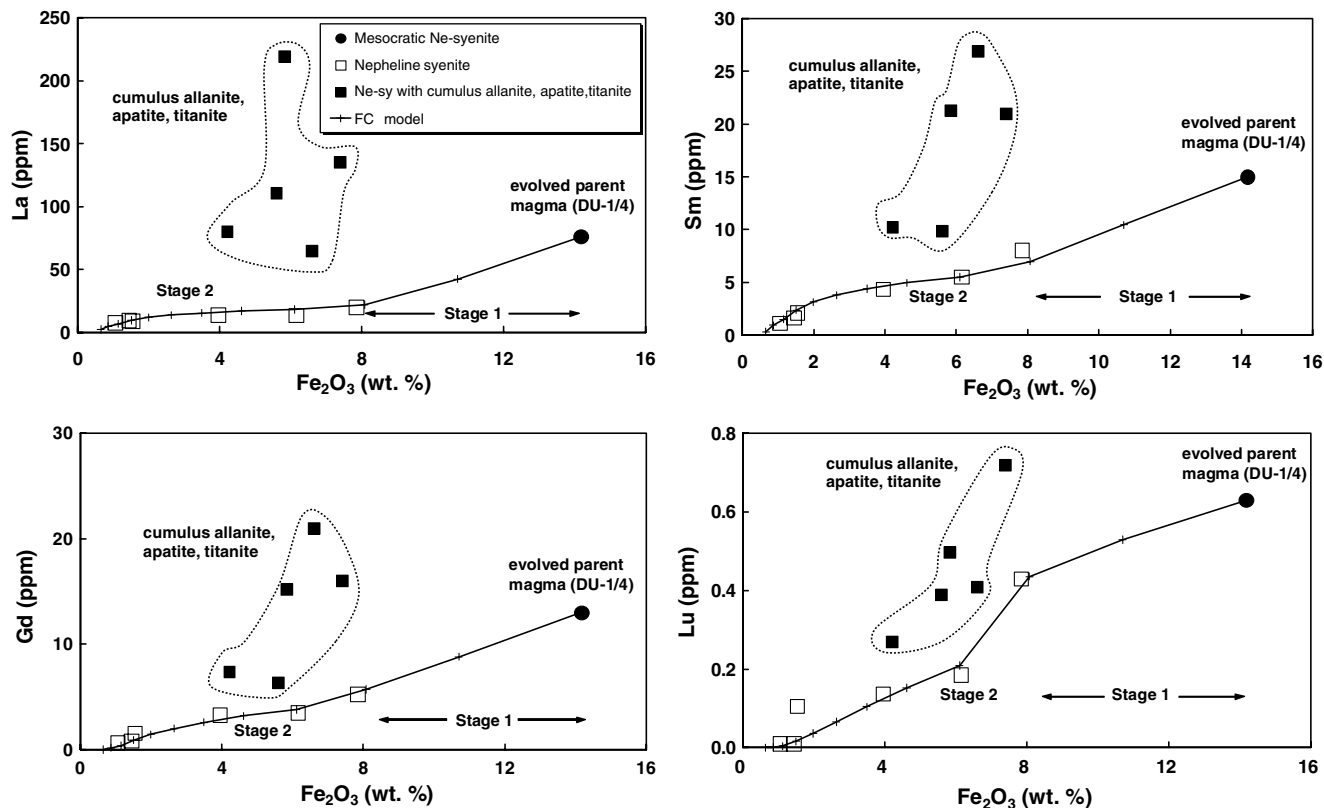 250
200
150
100
50
0
La (ppm)
0
4
8
12
16
Fe₂O₃ (wt. %)
cumulus allanite,
apatite, titanite
Mesocratic Ne-syenite
Nepheline syenite
Ne-sy with cumulus allanite, apatite,titanite
FC model
evolved parent
magma (DU-1/4)
Stage 2
Stage 1
30
25
20
15
10
5
0
Sm (ppm)
0
2
4
6
8
10
12
14
16
Fe₂O₃ (wt. %)
cumulus allanite,
apatite, titanite
evolved parent
magma (DU-1/4)
Stage 2
Stage 1
30
20
10
0
Gd (ppm)
0
4
8
12
16
Fe₂O₃ (wt. %)
cumulus allanite,
apatite, titanite
evolved parent
magma (DU-1/4)
Stage 2
Stage 1
0.8
0.6
0.4
0.2
0.0
Lu (ppm)
0
4
8
12
16
Fe₂O₃ (wt. %)
cumulus allanite,
apatite, titanite
evolved parent
magma (DU-1/4)
Stage 2
Stage 1